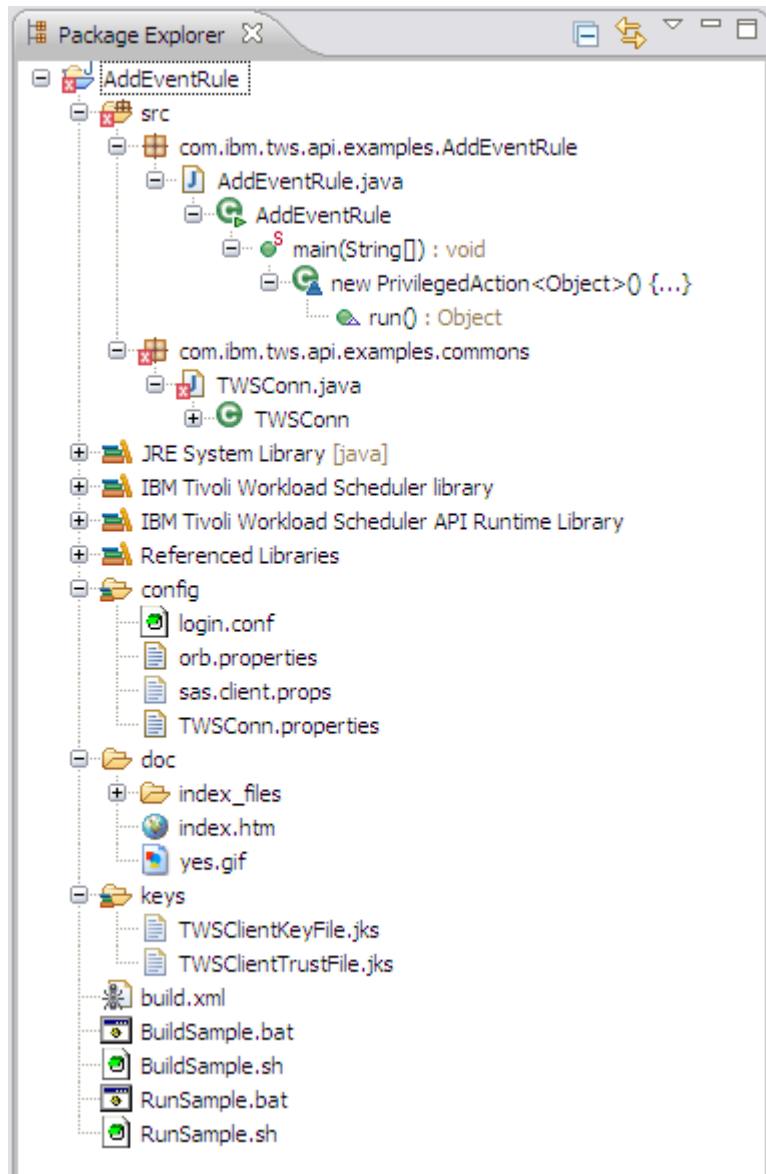 Package Explorer
AddEventRule
src
com.ibm.tws.api.examples.AddEventRule
AddEventRule.java
AddEventRule
main(String[]) : void
new PrivilegedAction<Object>() {...}
run() : Object
com.ibm.tws.api.examples.commons
TWSConn.java
TWSConn
JRE System Library [java]
IBM Tivoli Workload Scheduler library
IBM Tivoli Workload Scheduler API Runtime Library
Referenced Libraries
config
login.conf
orb.properties
sas.client.props
TWSConn.properties
doc
index_files
index.htm
yes.gif
keys
TWSClientKeyFile.jks
TWSClientTrustFile.jks
build.xml
BuildSample.bat
BuildSample.sh
RunSample.bat
RunSample.sh